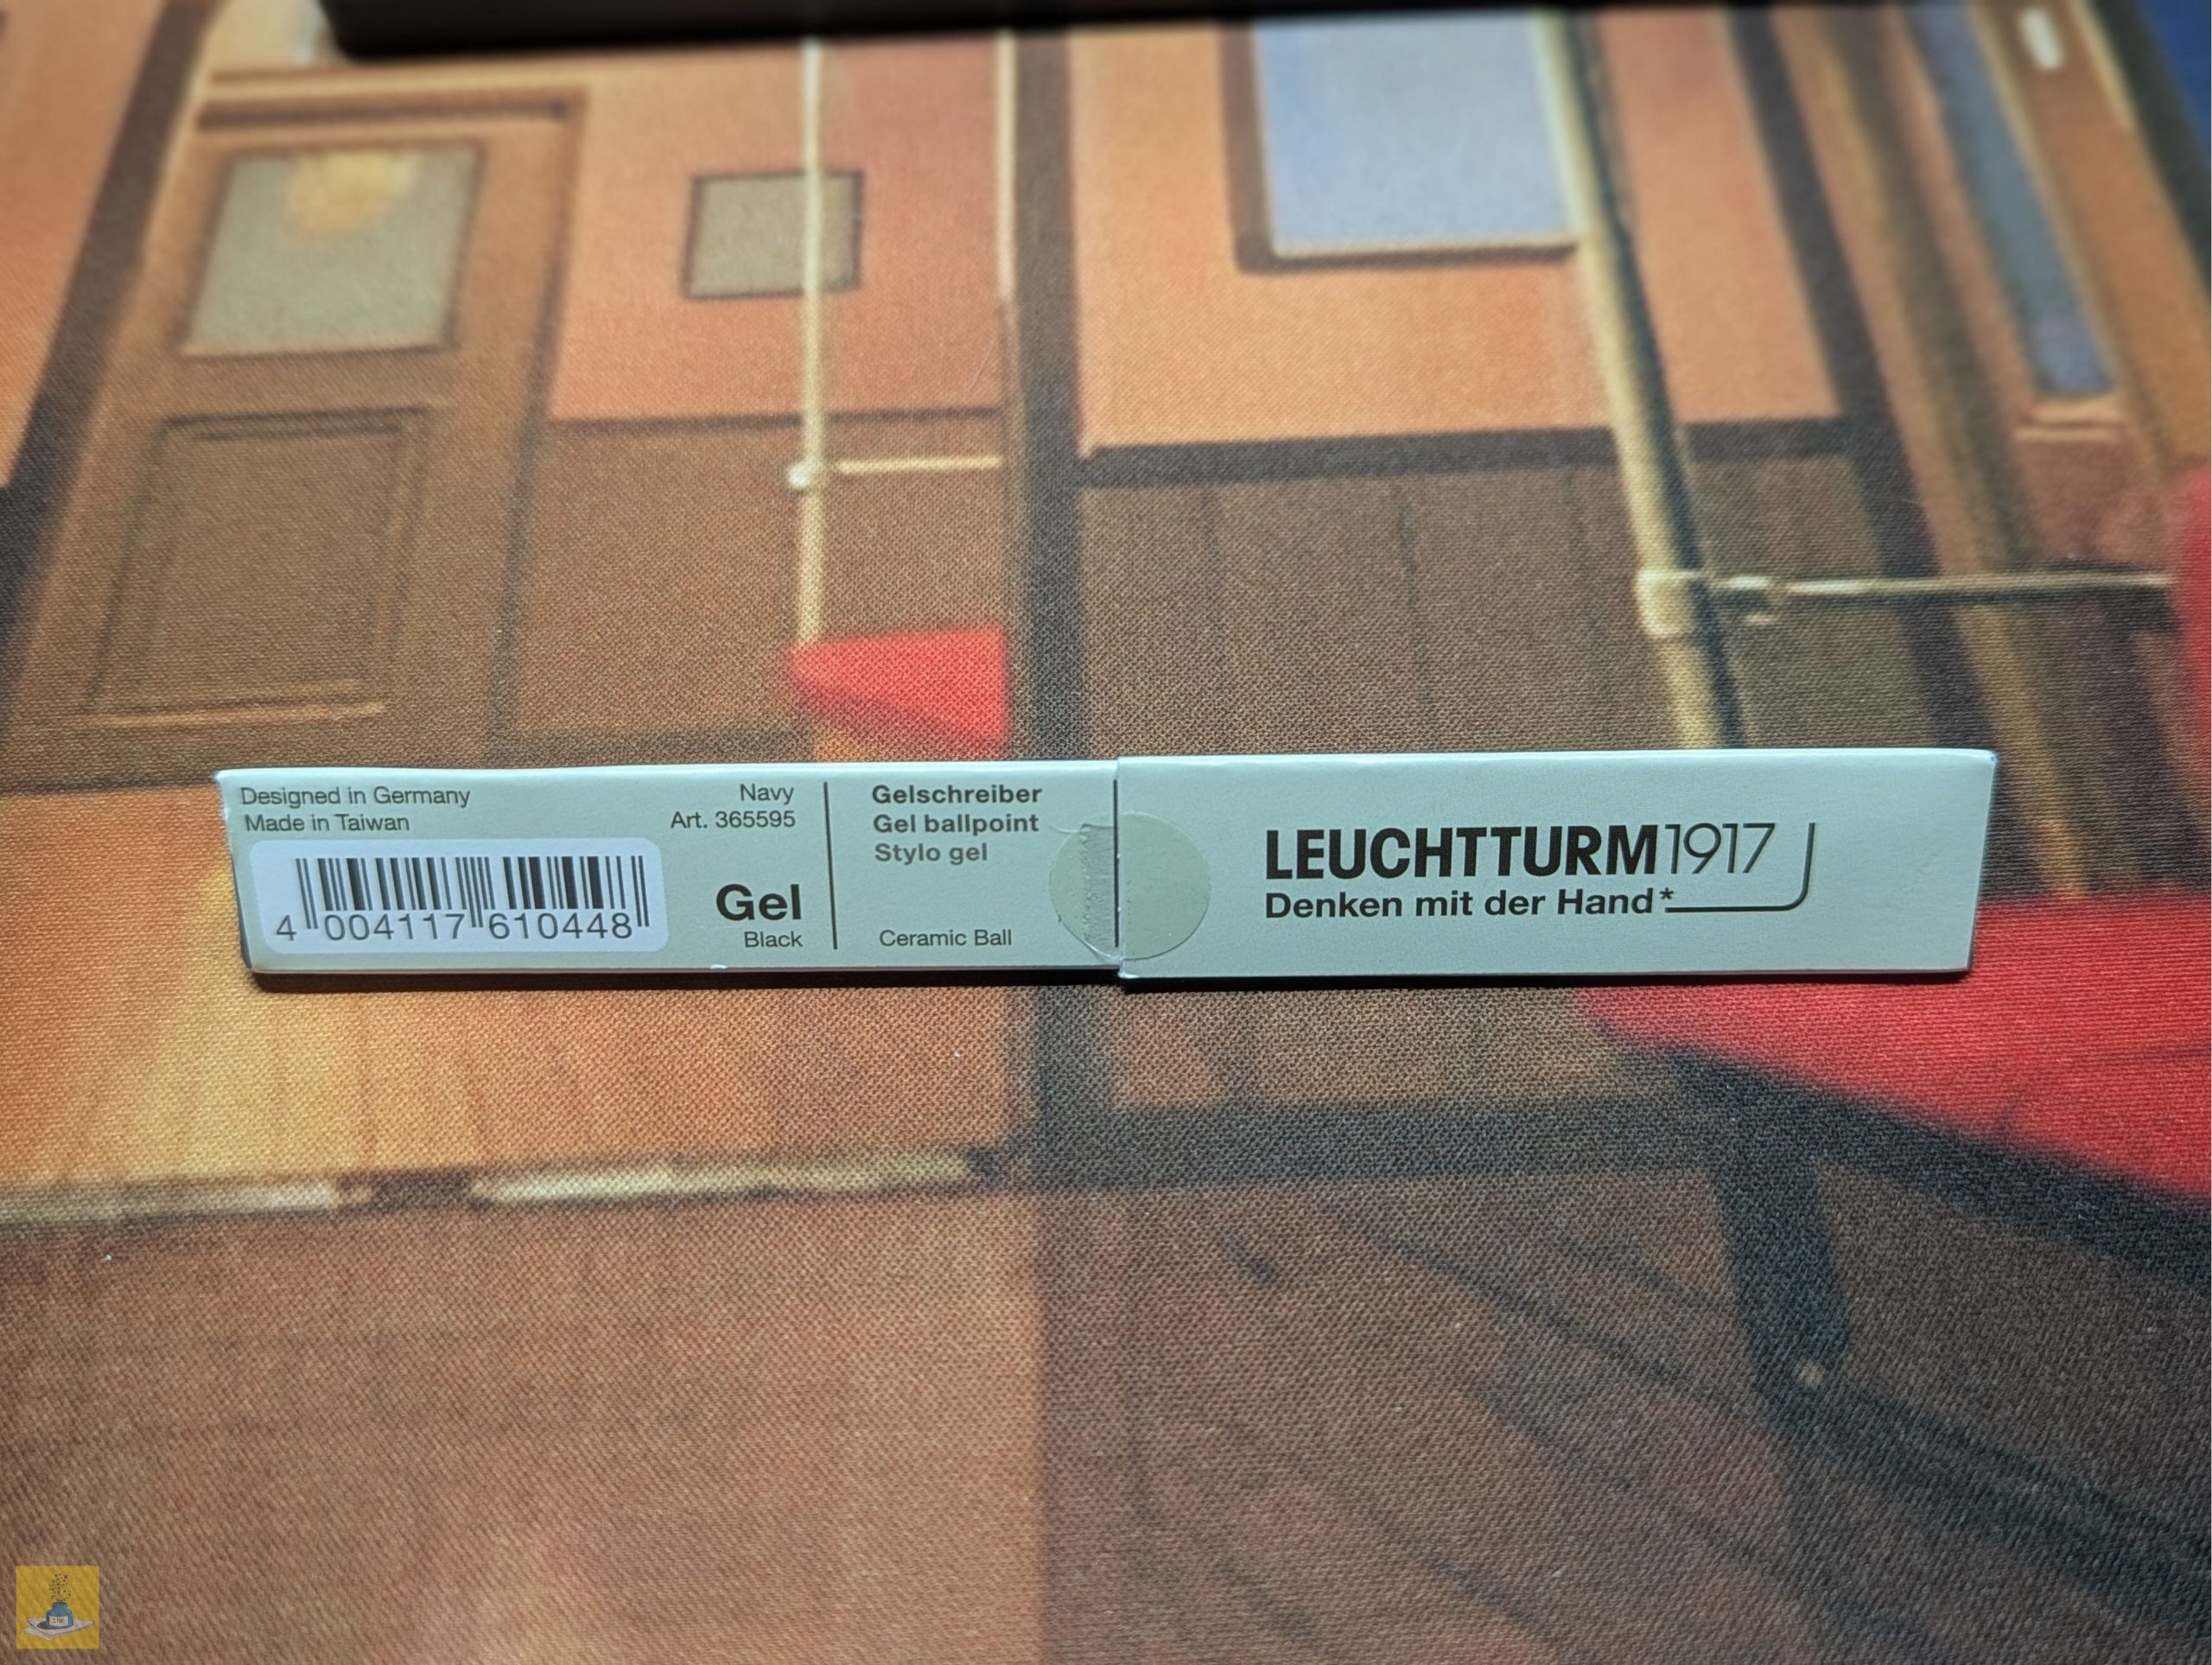 Designed in Germany
Made in Taiwan
4 004117 610448
Navy
Art. 365595
Gel
Black
Gelschreiber
Gel ballpoint
Stylo gel
Ceramic Ball
LEUCHTTURM1917
Denken mit der Hand*
INK